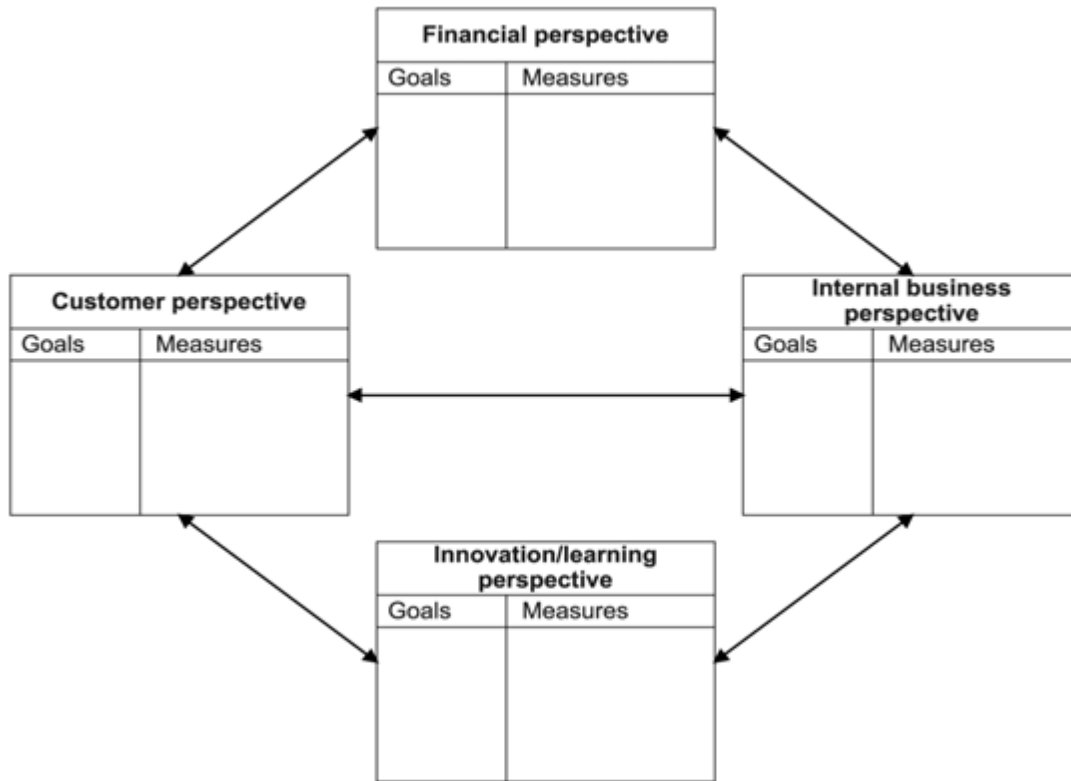 Financial perspective
Goals Measures
Customer perspective
Goals Measures
Internal business
perspective
Goals Measures
Innovation/learning
perspective
Goals Measures